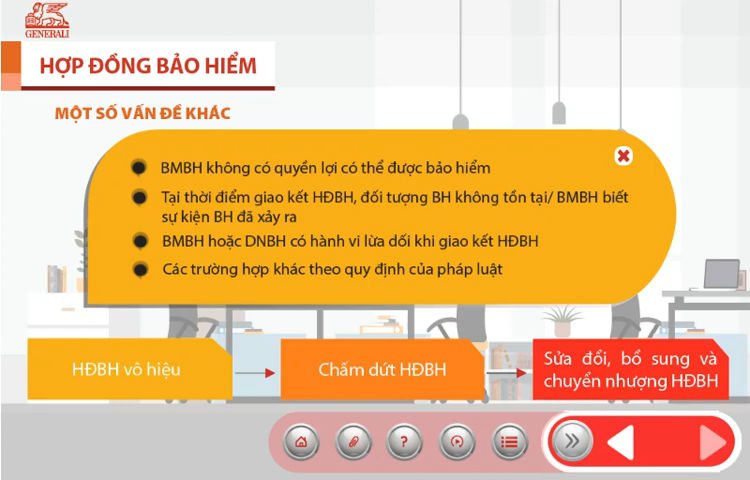 GENERALI
HỢP ĐỒNG BẢO HIỂM
MỘT SỐ VẤN ĐỀ KHÁC
BMBH không có quyền lợi có thể được bảo hiểm
Tại thời điểm giao kết HĐBH, đối tượng BH không tồn tại/ BMBH biết
sự kiện BH đã xảy ra
BMBH hoặc DNBH có hành vi lừa dối khi giao kết HĐBH
Các trường hợp khác theo quy định của pháp luật
HĐBH vô hiệu
Chấm dứt HĐBH
Sửa đổi, bổ sung và
chuyển nhượng HĐBH
?